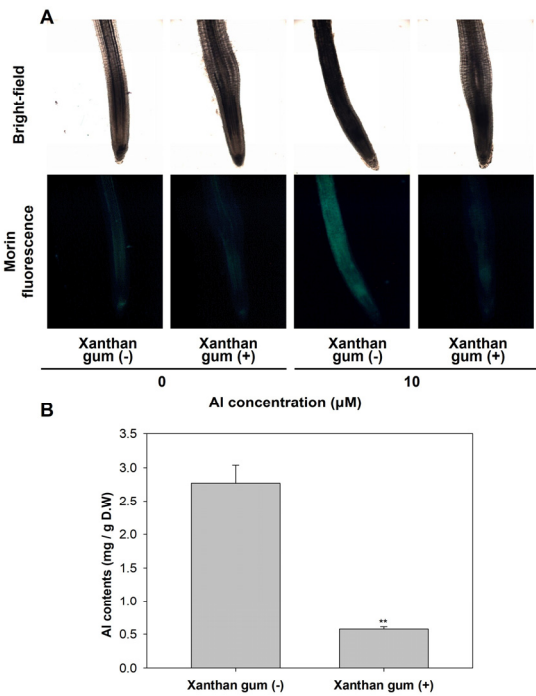 A
Bright-field
Morin
fluorescence
Xanthan
gum (-)
Xanthan
gum (+)
Xanthan
gum (-)
Xanthan
gum (+)
0
10
Al concentration (μM)
B
Al contents (mg / g D.W)
3.5
3.0
2.5
2.0
1.5
1.0
0.5
0.0
**
Xanthan gum (-)
Xanthan gum (+)